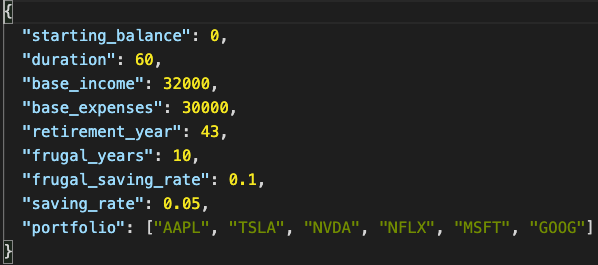 {
"starting_balance": 0,
"duration": 60,
"base_income": 32000,
"base_expenses": 30000,
"retirement_year": 43,
"frugal_years": 10,
"frugal_saving_rate": 0.1,
"saving_rate": 0.05,
"portfolio": ["AAPL", "TSLA", "NVDA", "NFLX", "MSFT", "GOOG"]
}